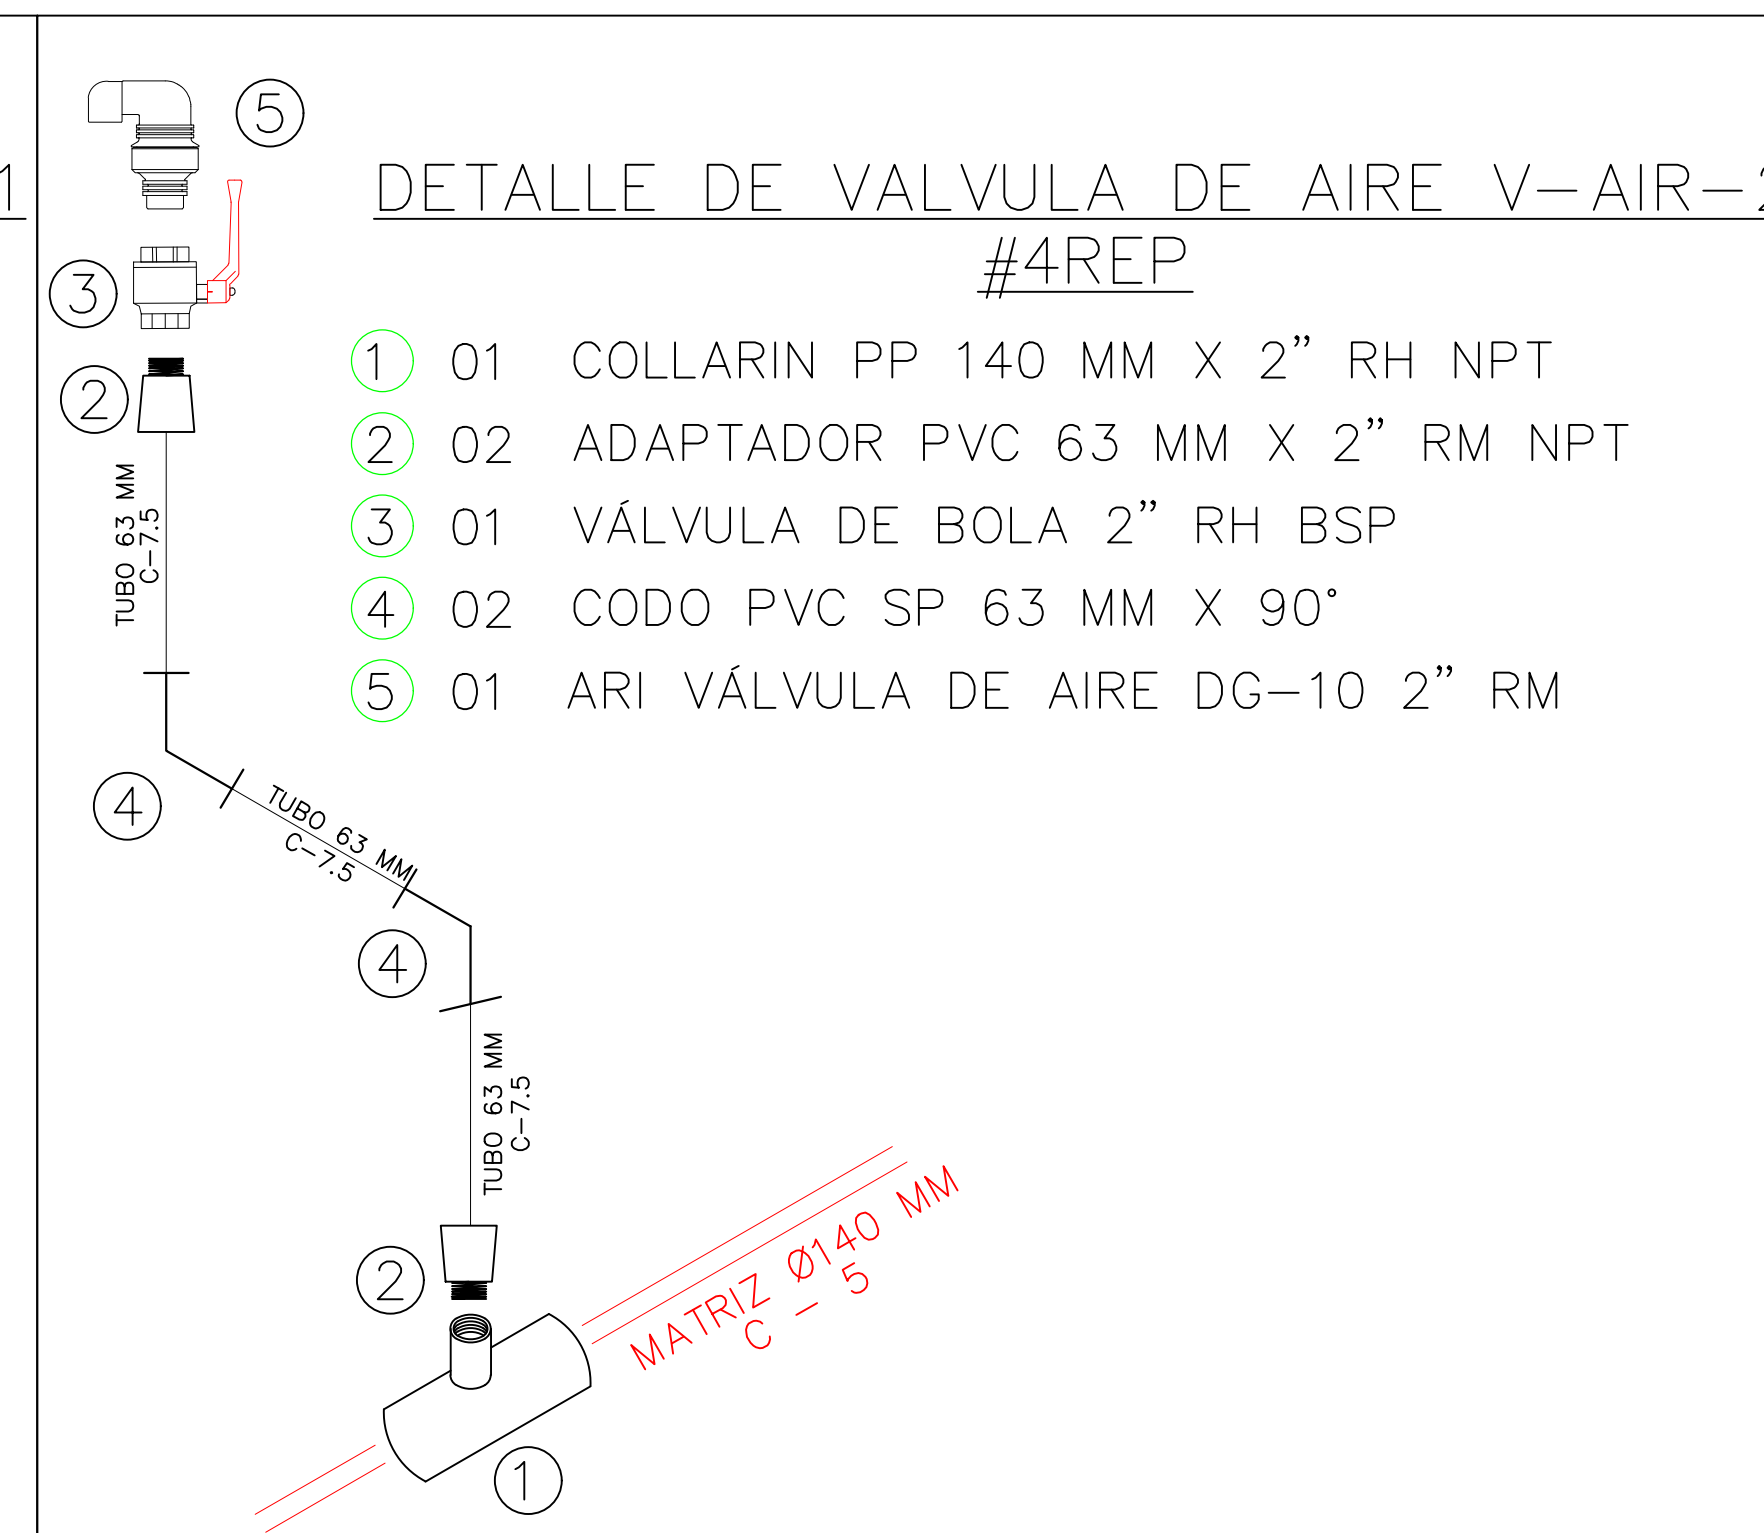 1
5
DETALLE DE VALVULA DE AIRE V-AIR-2
#4REP
3
2
1 01 COLLARIN PP 140 MM X 2” RH NPT
2 02 ADAPTADOR PVC 63 MM X 2” RM NPT
3 01 VÁLVULA DE BOLA 2” RH BSP
4 02 CODO PVC SP 63 MM X 90°
5 01 ARI VÁLVULA DE AIRE DG-10 2” RM
TUBO 63 MM
C-7.5
4
TUBO 63 MM
C-7.5
4
TUBO 63 MM
C-7.5
2
MATRIZ Ø140 MM
C - 5
1